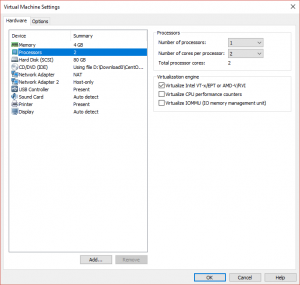 Virtual Machine Settings
Hardware Options
Device Summary
Memory 4 GB
Processors 2
Hard Disk (SCSI) 80 GB
CD/DVD (IDE) Using file D:\Download\CentO...
Network Adapter NAT
Network Adapter 2 Host-only
USB Controller Present
Sound Card Auto detect
Printer Present
Display Auto detect
Add... Remove
Processors
Number of processors: 1
Number of cores per processor: 2
Total processor cores: 2
Virtualization engine
Virtualize Intel VT-x/EPT or AMD-V/RVI
Virtualize CPU performance counters
Virtualize IOMMU (IO memory management unit)
OK Cancel Help